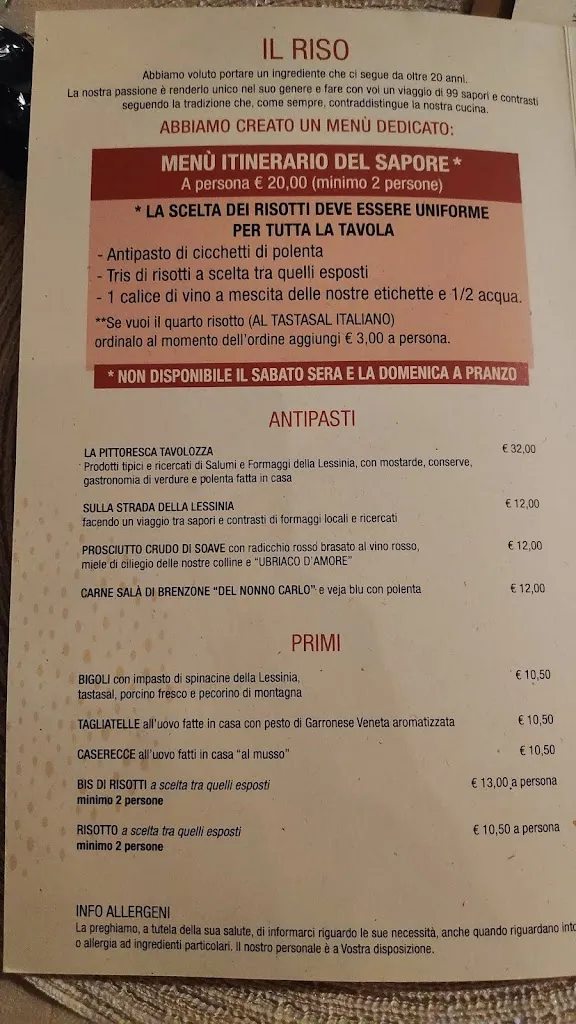 IL RISO
Abbiamo voluto portare un ingrediente che ci segue da oltre 20 anni.
La nostra passione è renderlo unico nel suo genere e fare con voi un viaggio di 99 sapori e contrasti
seguendo la tradizione che, come sempre, contraddistingue la nostra cucina.
ABBIAMO CREATO UN MENÙ DEDICATO:
MENÙ ITINERARIO DEL SAPORE*
A persona € 20,00 (minimo 2 persone)
* LA SCELTA DEI RISOTTI DEVE ESSERE UNIFORME
PER TUTTA LA TAVOLA
- Antipasto di cicchetti di polenta
- Tris di risotti a scelta tra quelli esposti
- 1 calice di vino a mescita delle nostre etichette e 1/2 acqua.
**Se vuoi il quarto risotto (AL TASTASAL ITALIANO)
ordinalo al momento dell'ordine aggiungi € 3,00 a persona.
* NON DISPONIBILE IL SABATO SERA E LA DOMENICA A PRANZO
ANTIPASTI
LA PITTORESCA TAVOLOZZA € 32,00
Prodotti tipici e ricercati di Salumi e Formaggi della Lessinia, con mostarde, conserve,
gastronomia di verdure e polenta fatta in casa
SULLA STRADA DELLA LESSINIA € 12,00
facendo un viaggio tra sapori e contrasti di formaggi locali e ricercati
PROSCIUTTO CRUDO DI SOAVE con radicchio rosso brasato al vino rosso, € 12,00
miele di ciliegio delle nostre colline e "UBRIACO D'AMORE"
CARNE SALÀ DI BRENZONE "DEL NONNO CARLO" e veja blu con polenta € 12,00
PRIMI
BIGOLI con impasto di spinacine della Lessinia, € 10,50
tastasal, porcino fresco e pecorino di montagna
TAGLIATELLE all'uovo fatte in casa con pesto di Garronese Veneta aromatizzata € 10,50
CASERECCE all'uovo fatti in casa "al musso" € 10,50
BIS DI RISOTTI a scelta tra quelli esposti € 13,00 a persona
minimo 2 persone
RISOTTO a scelta tra quelli esposti € 10,50 a persona
minimo 2 persone
INFO ALLERGENI
La preghiamo, a tutela della sua salute, di informarci riguardo le sue necessità, anche quando riguardano into
o allergia ad ingredienti particolari. Il nostro personale è a Vostra disposizione.